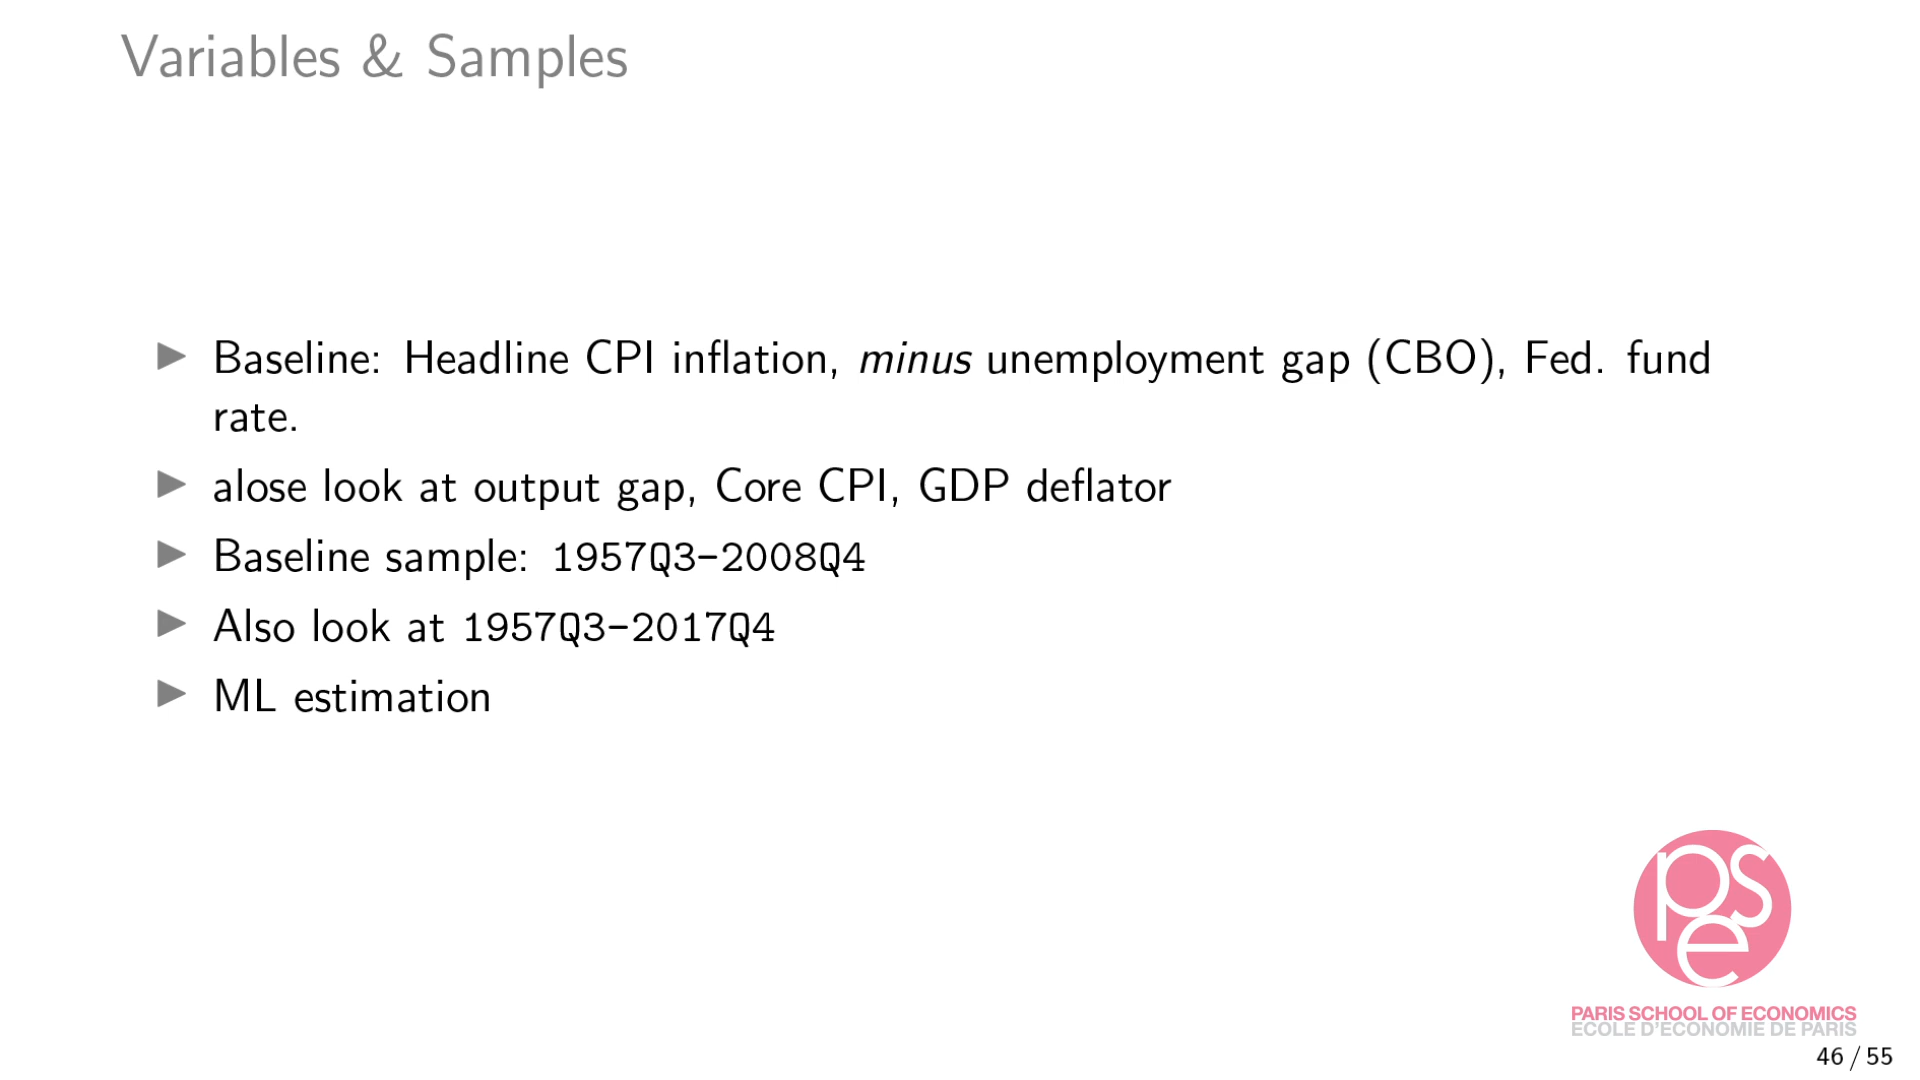 Variables & Samples
Baseline: Headline CPI inflation, minus unemployment gap (CBO), Fed. fund
rate.
alose look at output gap, Core CPI, GDP deflator
Baseline sample: 1957Q3-2008Q4
Also look at 1957Q3-2017Q4
ML estimation
pse
PARIS SCHOOL OF ECONOMICS
ECOLE D'ECONOMIE DE PARIS
46 / 55